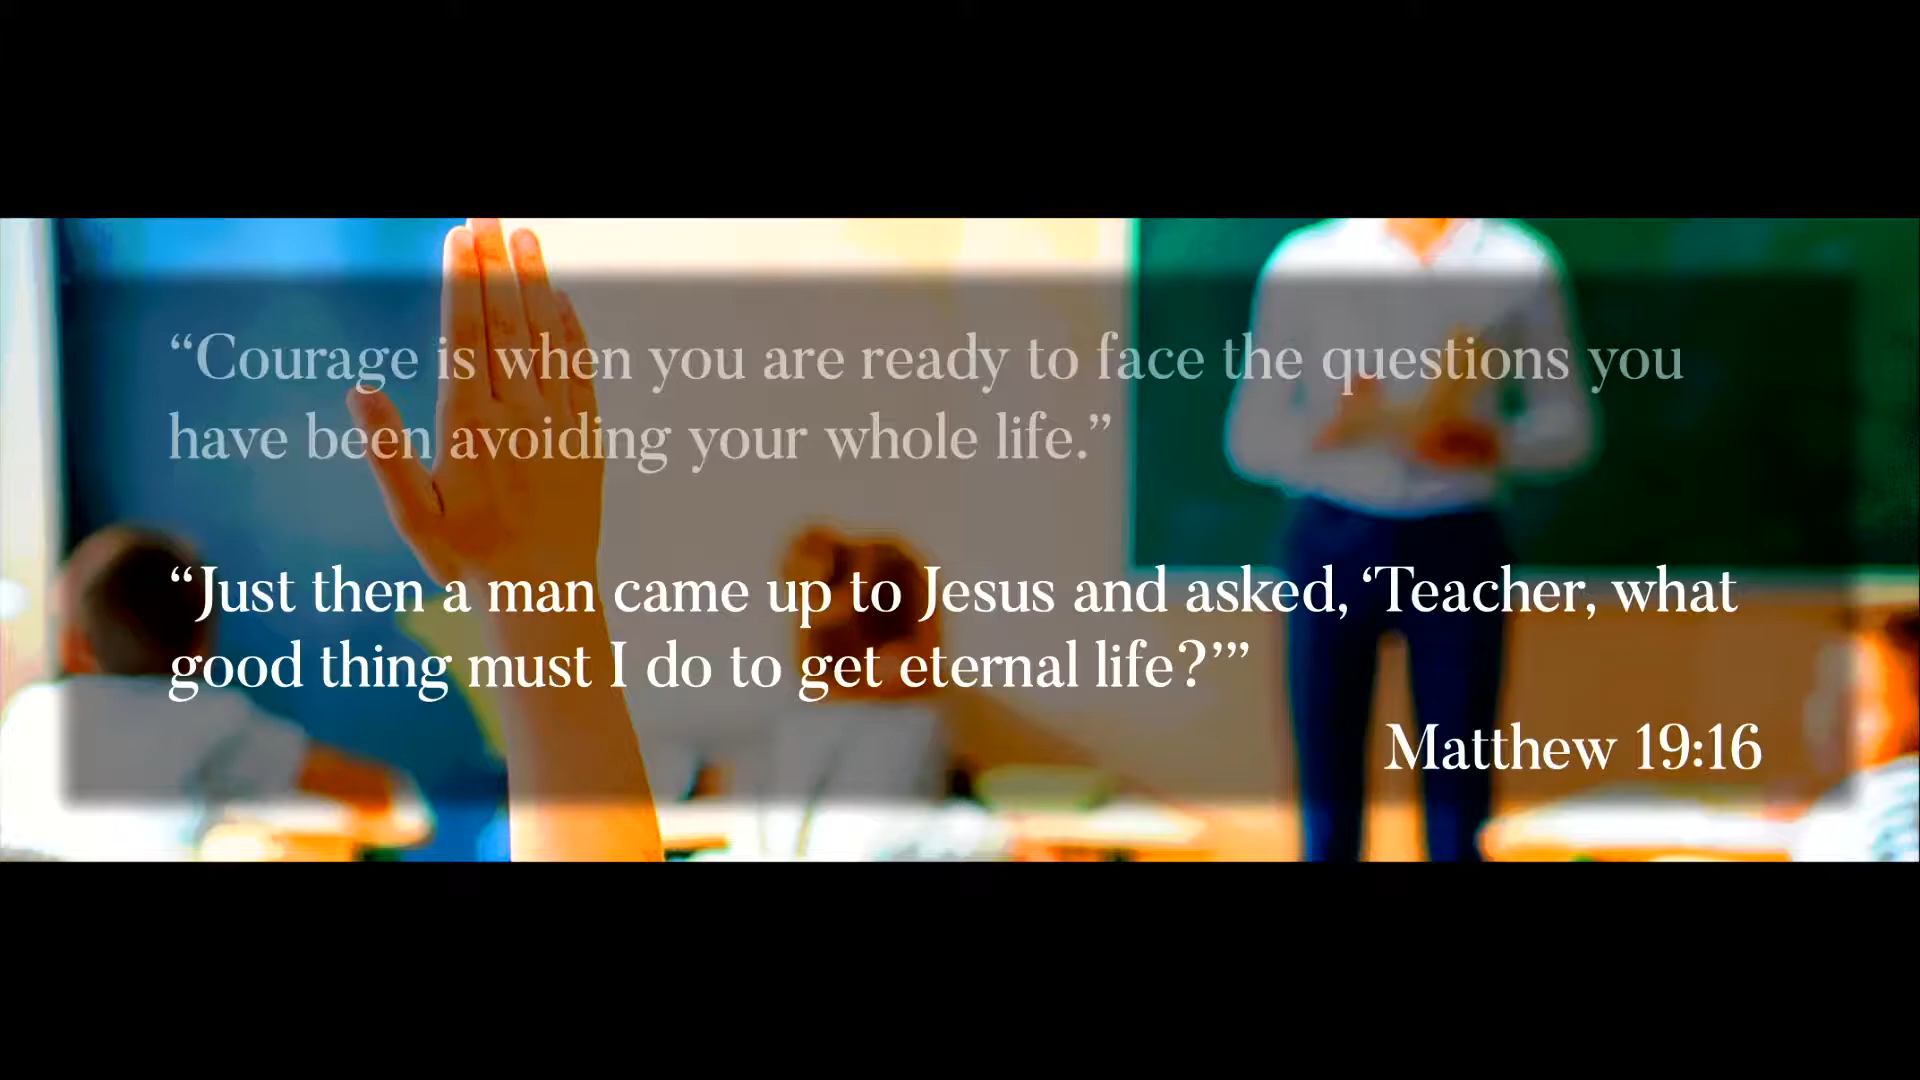 “Courage is when you are ready to face the questions you
have been avoiding your whole life.”
“Just then a man came up to Jesus and asked, ‘Teacher, what
good thing must I do to get eternal life?’”
Matthew 19:16